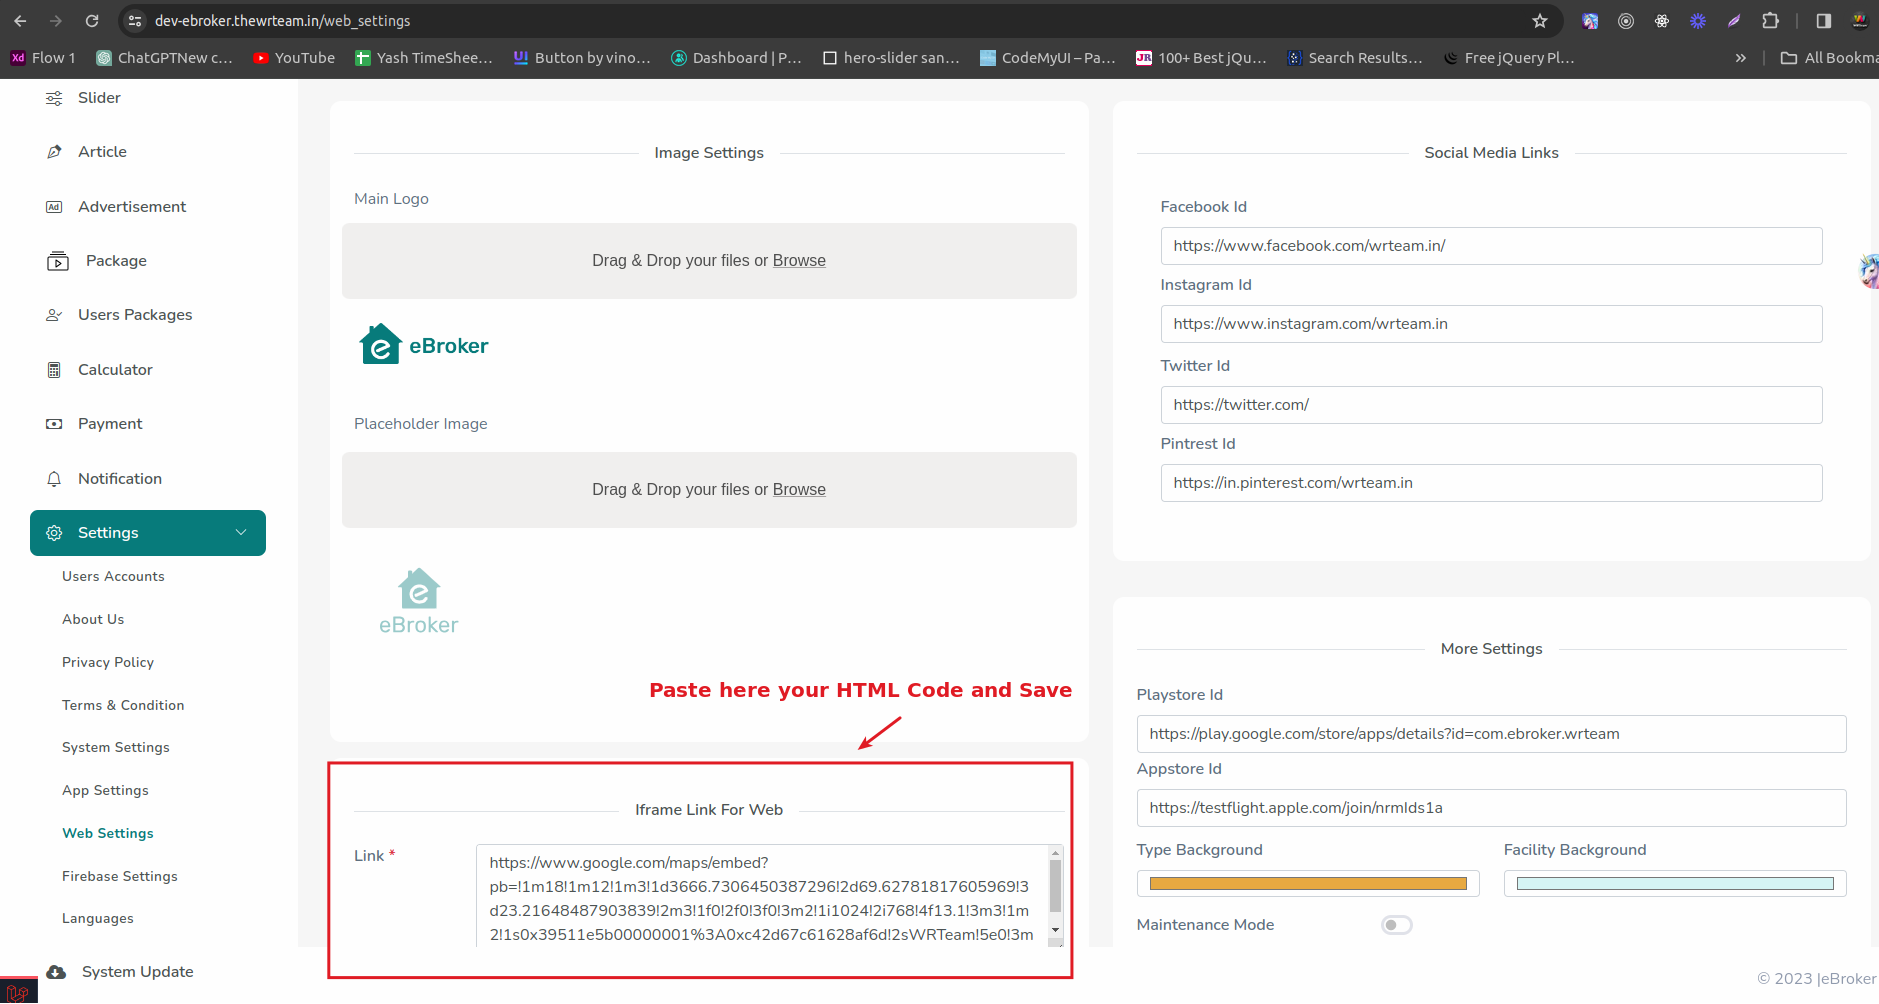 dev-ebroker.thewrteam.in/web_settings
Xd Flow 1
ChatGPTNew c...
YouTube
Yash TimeShee...
UI Button by vino...
Dashboard | P...
hero-slider san...
CodeMyUI – Pa...
JR 100+ Best jQu...
Search Results...
Free jQuery Pl...
»
All Bookma
Slider
Article
Ad Advertisement
Package
Users Packages
Calculator
Payment
Notification
Settings
Users Accounts
About Us
Privacy Policy
Terms & Condition
System Settings
App Settings
Web Settings
Firebase Settings
Languages
System Update
Image Settings
Main Logo
Drag & Drop your files or Browse
e eBroker
Placeholder Image
Drag & Drop your files or Browse
e
eBroker
Paste here your HTML Code and Save
Iframe Link For Web
Link *
https://www.google.com/maps/embed?
pb=!1m18!1m12!1m3!1d3666.7306450387296!2d69.62781817605969!3
d23.21648487903839!2m3!1f0!2f0!3f0!3m2!1i1024!2i768!4f13.1!3m3!1m
2!1s0x39511e5b00000001%3A0xc42d67c61628af6d!2sWRTeam!5e0!3m
Social Media Links
Facebook Id
https://www.facebook.com/wrteam.in/
Instagram Id
https://www.instagram.com/wrteam.in
Twitter Id
https://twitter.com/
Pintrest Id
https://in.pinterest.com/wrteam.in
More Settings
Playstore Id
https://play.google.com/store/apps/details?id=com.ebroker.wrteam
Appstore Id
https://testflight.apple.com/join/nrmIds1a
Type Background
Facility Background
Maintenance Mode
© 2023 |eBroker